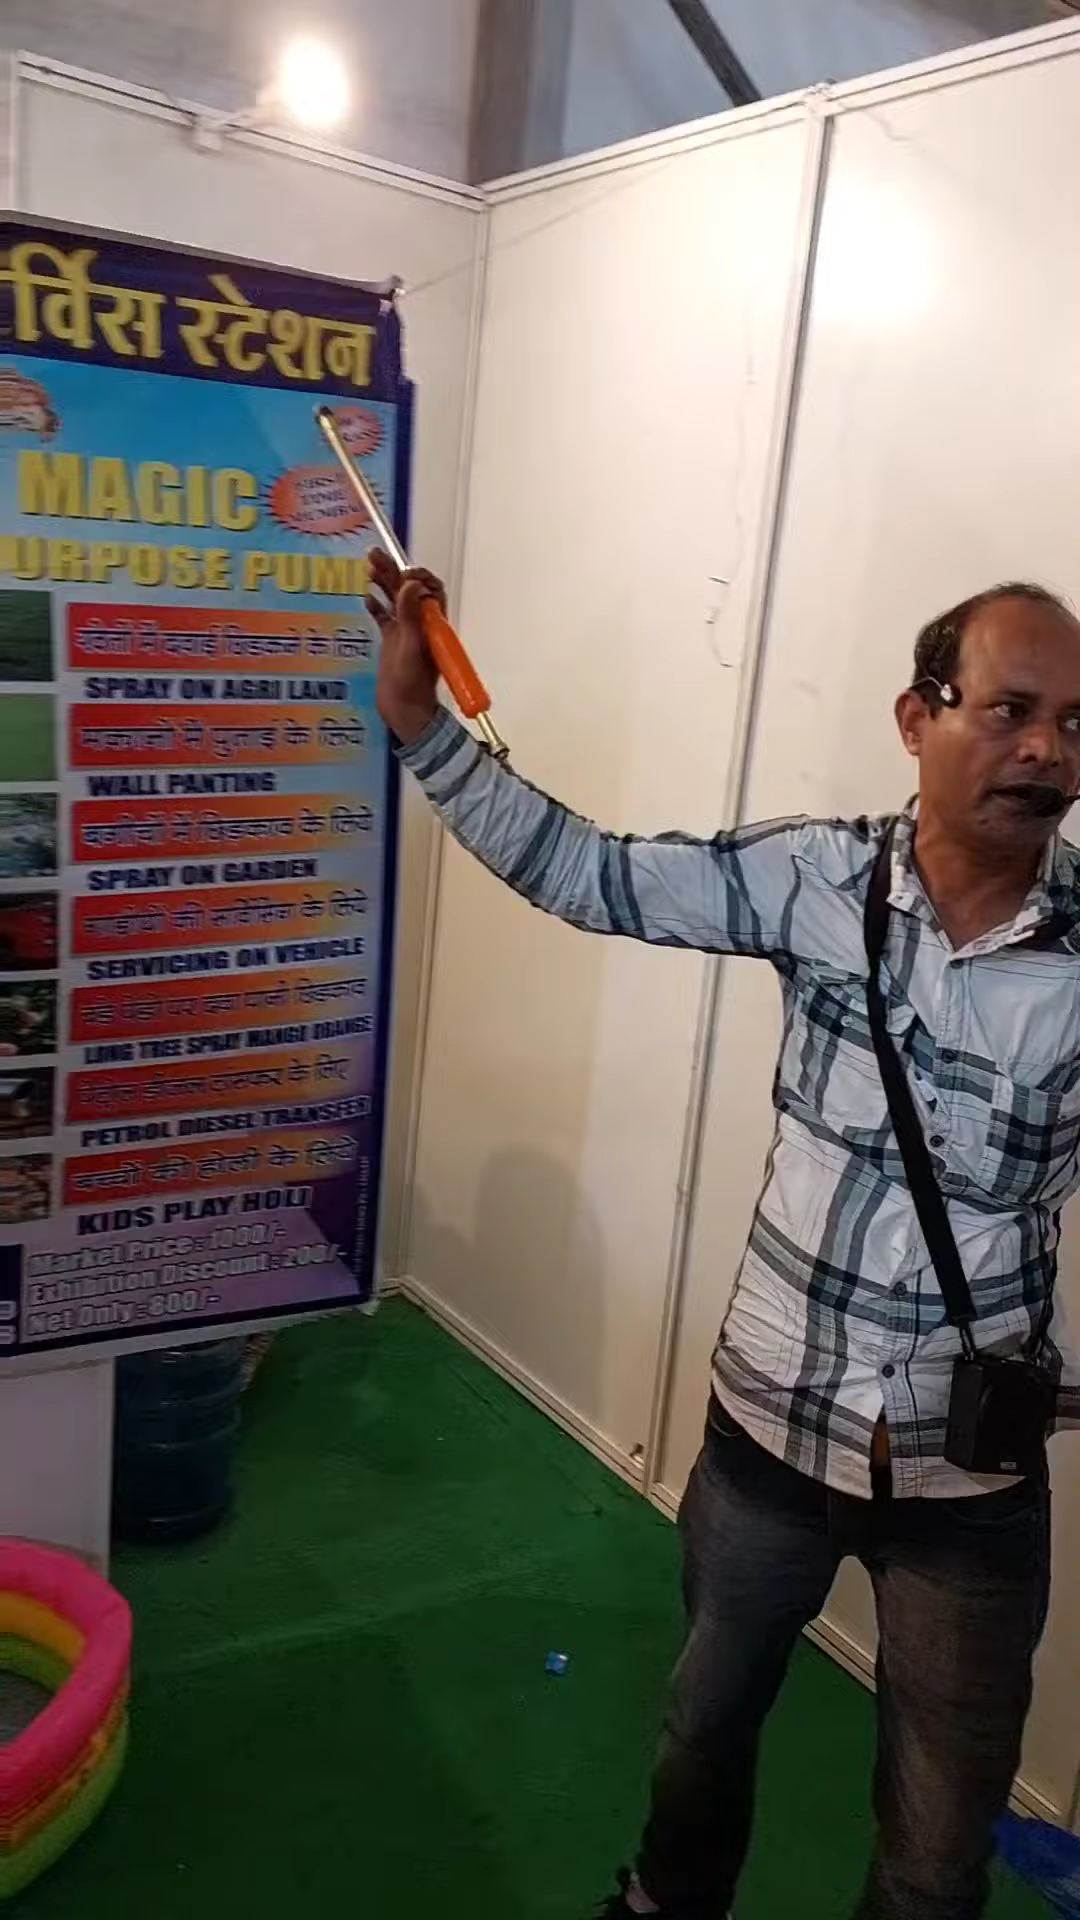 र्विस स्टेशन
MAGIC
FIRST TIME
URPOSE PUMP
खेतों में दवाई छिड़कने के लिये
SPRAY ON AGRI LAND
मकानों में पुताई के लिये
WALL PANTING
बगीचों में छिड़काव के लिये
SPRAY ON GARDEN
गाड़ीयों की सर्विसिंग के लिये
SERVICING ON VEHICLE
LONG TREE SPRAY MANGO ORANGE
PETROL DIESEL TRANSFER
बच्चों की होली के लिये
KIDS PLAY HOLI
Market Price : 1000/-
Exhibition Discount : 200/-
Net Only : 800/-